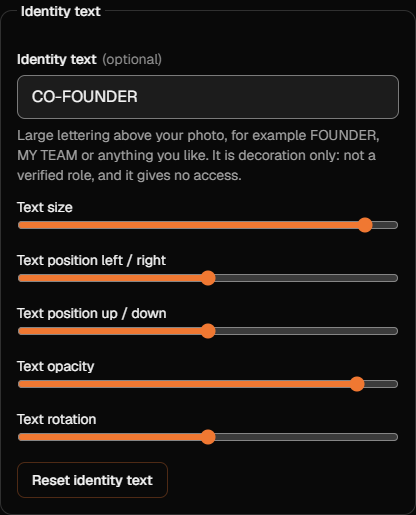 Identity text
Identity text (optional)
CO-FOUNDER
Large lettering above your photo, for example FOUNDER,
MY TEAM or anything you like. It is decoration only: not a
verified role, and it gives no access.
Text size
Text position left / right
Text position up / down
Text opacity
Text rotation
Reset identity text